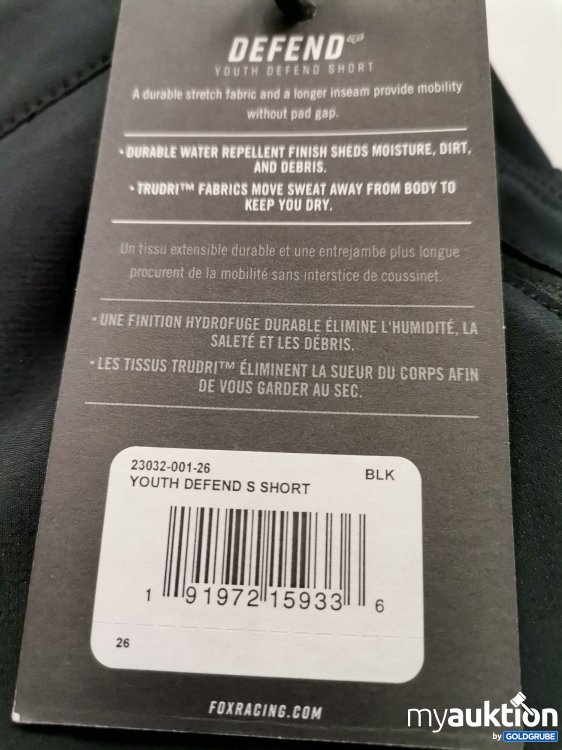 DEFEND
YOUTH DEFEND SHORT
A durable stretch fabric and a longer inseam provide mobility
without pad gap.
• DURABLE WATER REPELLENT FINISH SHEDS MOISTURE, DIRT,
AND DEBRIS.
• TRUDRI™ FABRICS MOVE SWEAT AWAY FROM BODY TO
KEEP YOU DRY.
Un tissu extensible durable et une entrejambe plus longue
procurent de la mobilité sans interstice de coussinet.
• UNE FINITION HYDROFUGE DURABLE ÉLIMINE L'HUMIDITÉ, LA
SALETÉ ET LES DÉBRIS.
• LES TISSUS TRUDRI™ ÉLIMINENT LA SUEUR DU CORPS AFIN
DE VOUS GARDER AU SEC.
23032-001-26 BLK
YOUTH DEFEND S SHORT
1 91972 15933 6
26
FOXRACING.COM
myauktion
by GOLDGRUBE